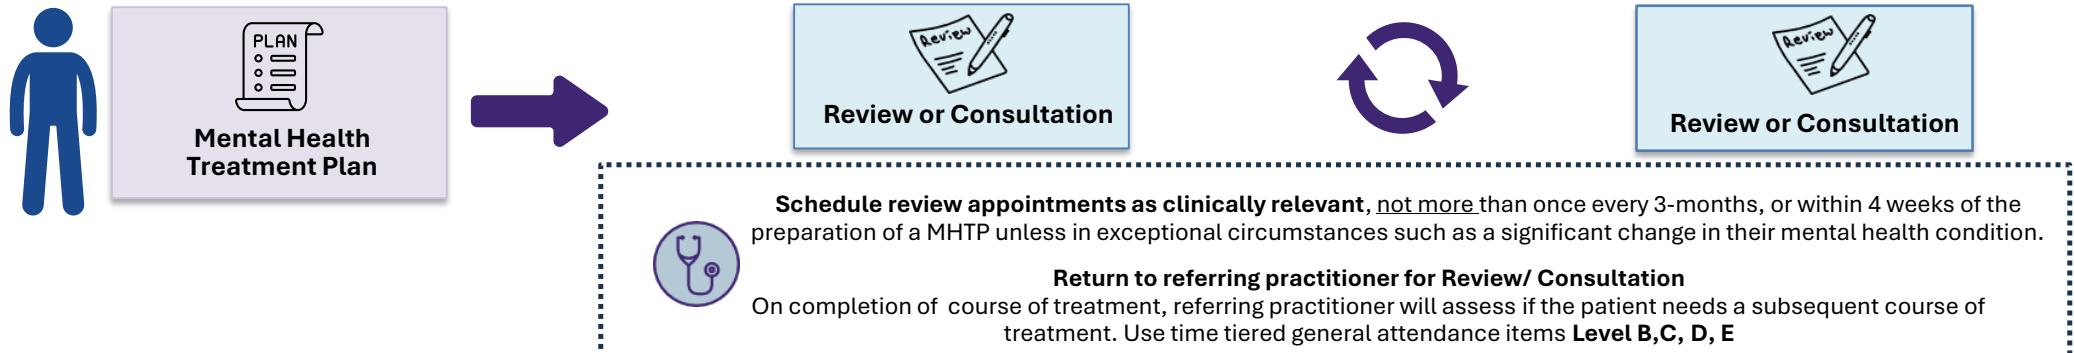 PLAN
Mental Health
Treatment Plan
Review
Review or Consultation
Review
Review or Consultation
Schedule review appointments as clinically relevant, not more than once every 3-months, or within 4 weeks of the
preparation of a MHTP unless in exceptional circumstances such as a significant change in their mental health condition.
Return to referring practitioner for Review/ Consultation
On completion of course of treatment, referring practitioner will assess if the patient needs a subsequent course of
treatment. Use time tiered general attendance items Level B,C, D, E